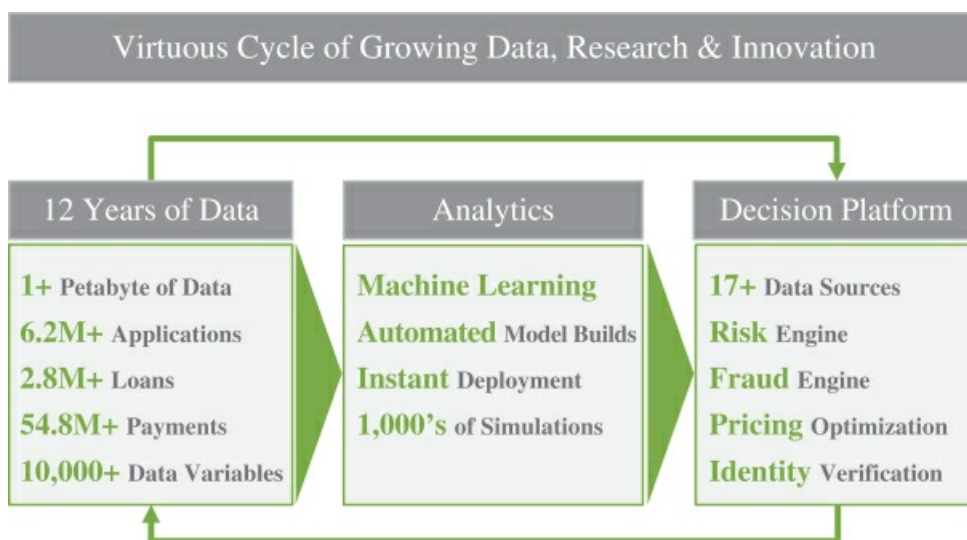 Virtuous Cycle of Growing Data, Research & Innovation
12 Years of Data
1+ Petabyte of Data
6.2M+ Applications
2.8M+ Loans
54.8M+ Payments
10,000+ Data Variables
Analytics
Machine Learning
Automated Model Builds
Instant Deployment
1,000’s of Simulations
Decision Platform
17+ Data Sources
Risk Engine
Fraud Engine
Pricing Optimization
Identity Verification